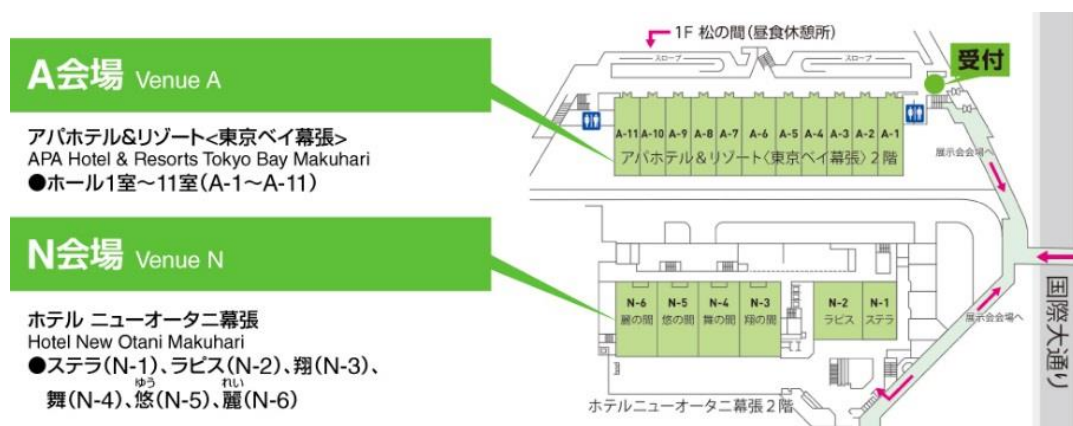 A会場 Venue A
アパホテル&リゾート<東京ベイ幕張>
APA Hotel & Resorts Tokyo Bay Makuhari
●ホール1室～11室(A-1～A-11)
N会場 Venue N
ホテル ニューオータニ幕張
Hotel New Otani Makuhari
●ステラ(N-1)、ラピス(N-2)、翔(N-3)、
ゆう れい
舞(N-4)、悠(N-5)、麗(N-6)
1F 松の間(昼食休憩所)
スロープ スロープ
受付
A-11 A-10 A-9 A-8 A-7 A-6 A-5 A-4 A-3 A-2 A-1
アパホテル&リゾート〈東京ベイ幕張〉2階
展示会会場へ
N-6 N-5 N-4 N-3 N-2 N-1
麗の間 悠の間 舞の間 翔の間 ラピス ステラ
展示会会場へ
ホテルニューオータニ幕張2階
国際大通り